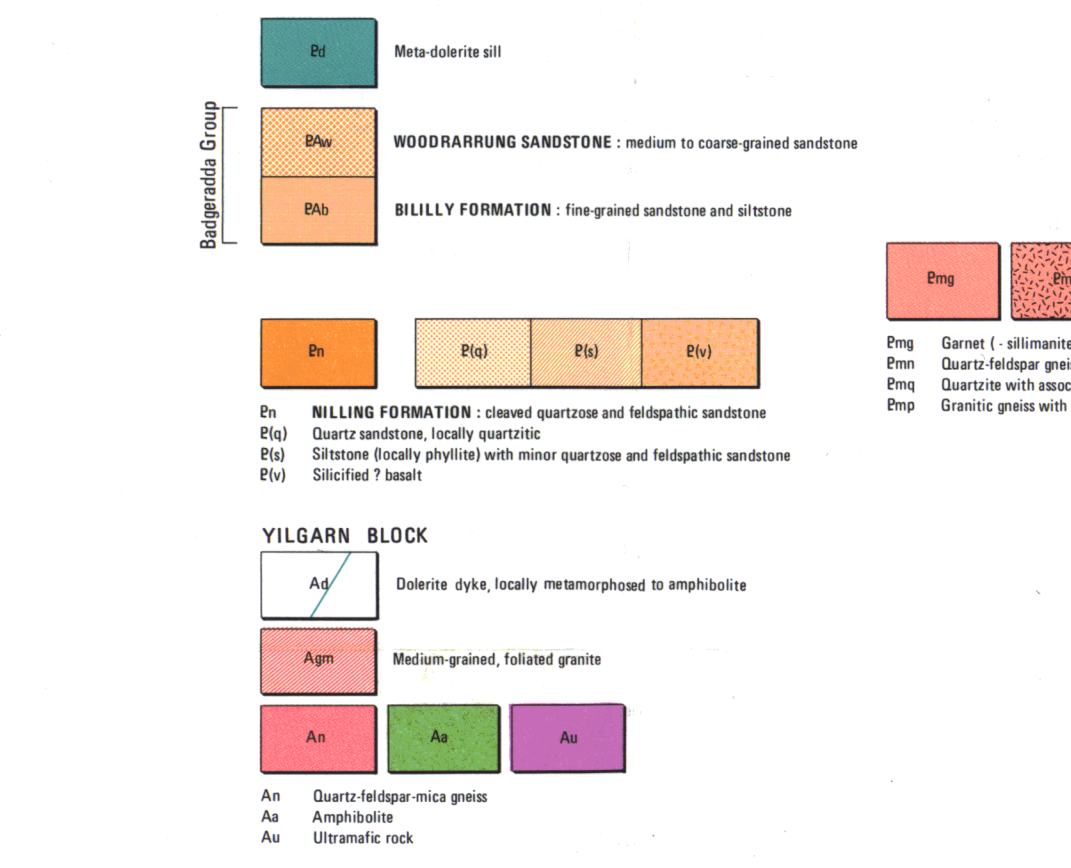 Ꝑd Meta-dolerite sill
Badgeradda Group
ꝐAw WOODRARRUNG SANDSTONE : medium to coarse-grained sandstone
ꝐAb BILILLY FORMATION : fine-grained sandstone and siltstone
Ꝑmg
Ꝑn Ꝑ(q) Ꝑ(s) Ꝑ(v)
Ꝑmg Garnet ( - sillimanite
Ꝑmn Quartz-feldspar
Ꝑmq Quartzite with
Ꝑmp Granitic gneiss with
Ꝑn NILLING FORMATION : cleaved quartzose and feldspathic sandstone
Ꝑ(q) Quartz sandstone, locally quartzitic
Ꝑ(s) Siltstone (locally phyllite) with minor quartzose and feldspathic sandstone
Ꝑ(v) Silicified ? basalt
YILGARN BLOCK
Ad Dolerite dyke, locally metamorphosed to amphibolite
Agm Medium-grained, foliated granite
An Aa Au
An Quartz-feldspar-mica gneiss
Aa Amphibolite
Au Ultramafic rock